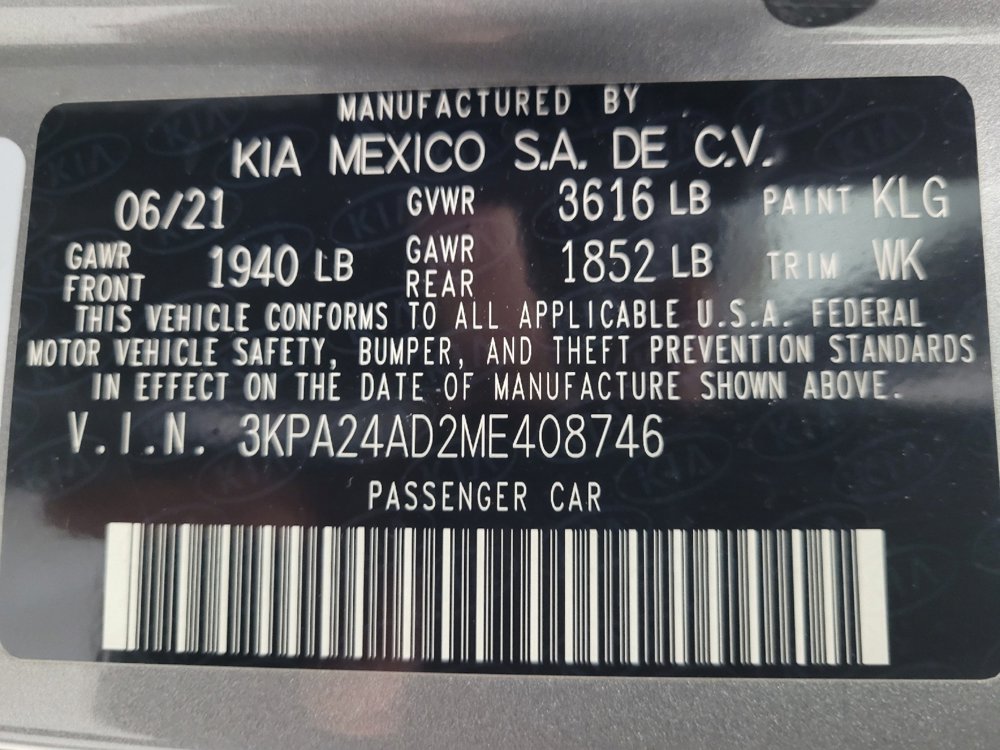 MANUFACTURED BY
KIA MEXICO S.A. DE C.V.
06/21 GVWR 3616 LB PAINT KLG
GAWR FRONT 1940 LB GAWR REAR 1852 LB TRIM WK
THIS VEHICLE CONFORMS TO ALL APPLICABLE U.S.A. FEDERAL
MOTOR VEHICLE SAFETY, BUMPER, AND THEFT PREVENTION STANDARDS
IN EFFECT ON THE DATE OF MANUFACTURE SHOWN ABOVE.
V.I.N. 3KPA24AD2ME408746
PASSENGER CAR